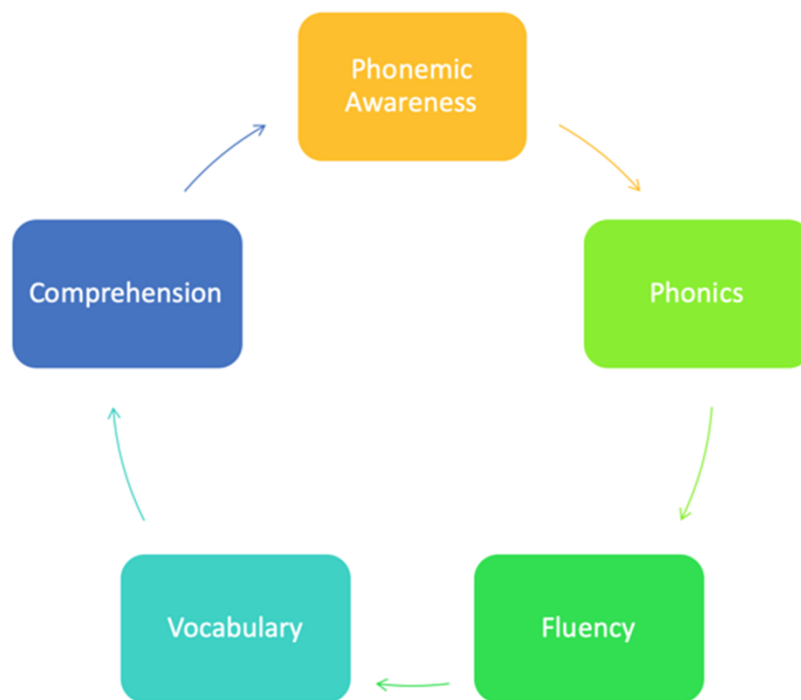 Phonemic
Awareness
Phonics
Fluency
Vocabulary
Comprehension